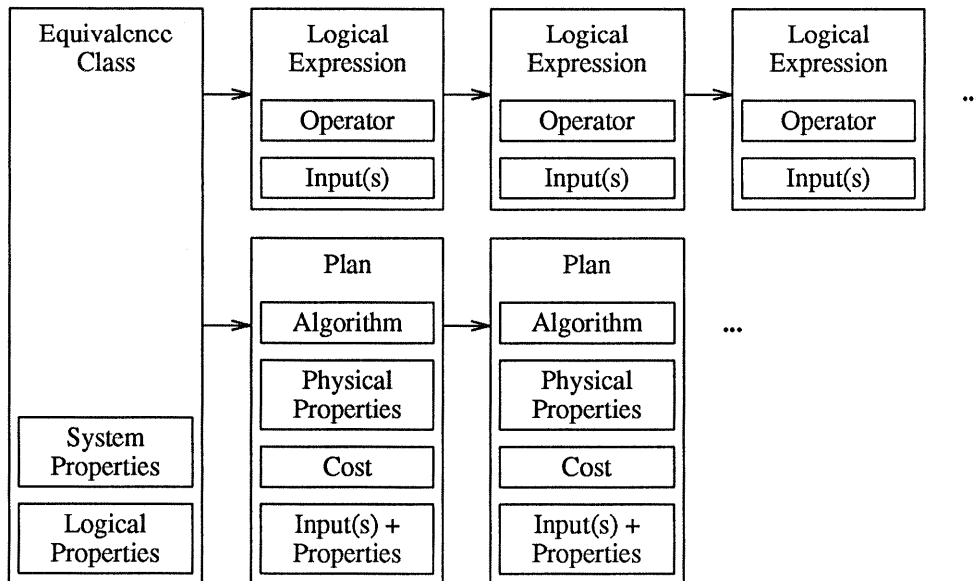 Equivalence
Class
System
Properties
Logical
Properties
Logical
Expression
Operator
Input(s)
Logical
Expression
Operator
Input(s)
Logical
Expression
Operator
Input(s)
..
Plan
Algorithm
Physical
Properties
Cost
Input(s) +
Properties
Plan
Algorithm
Physical
Properties
Cost
Input(s) +
Properties
...